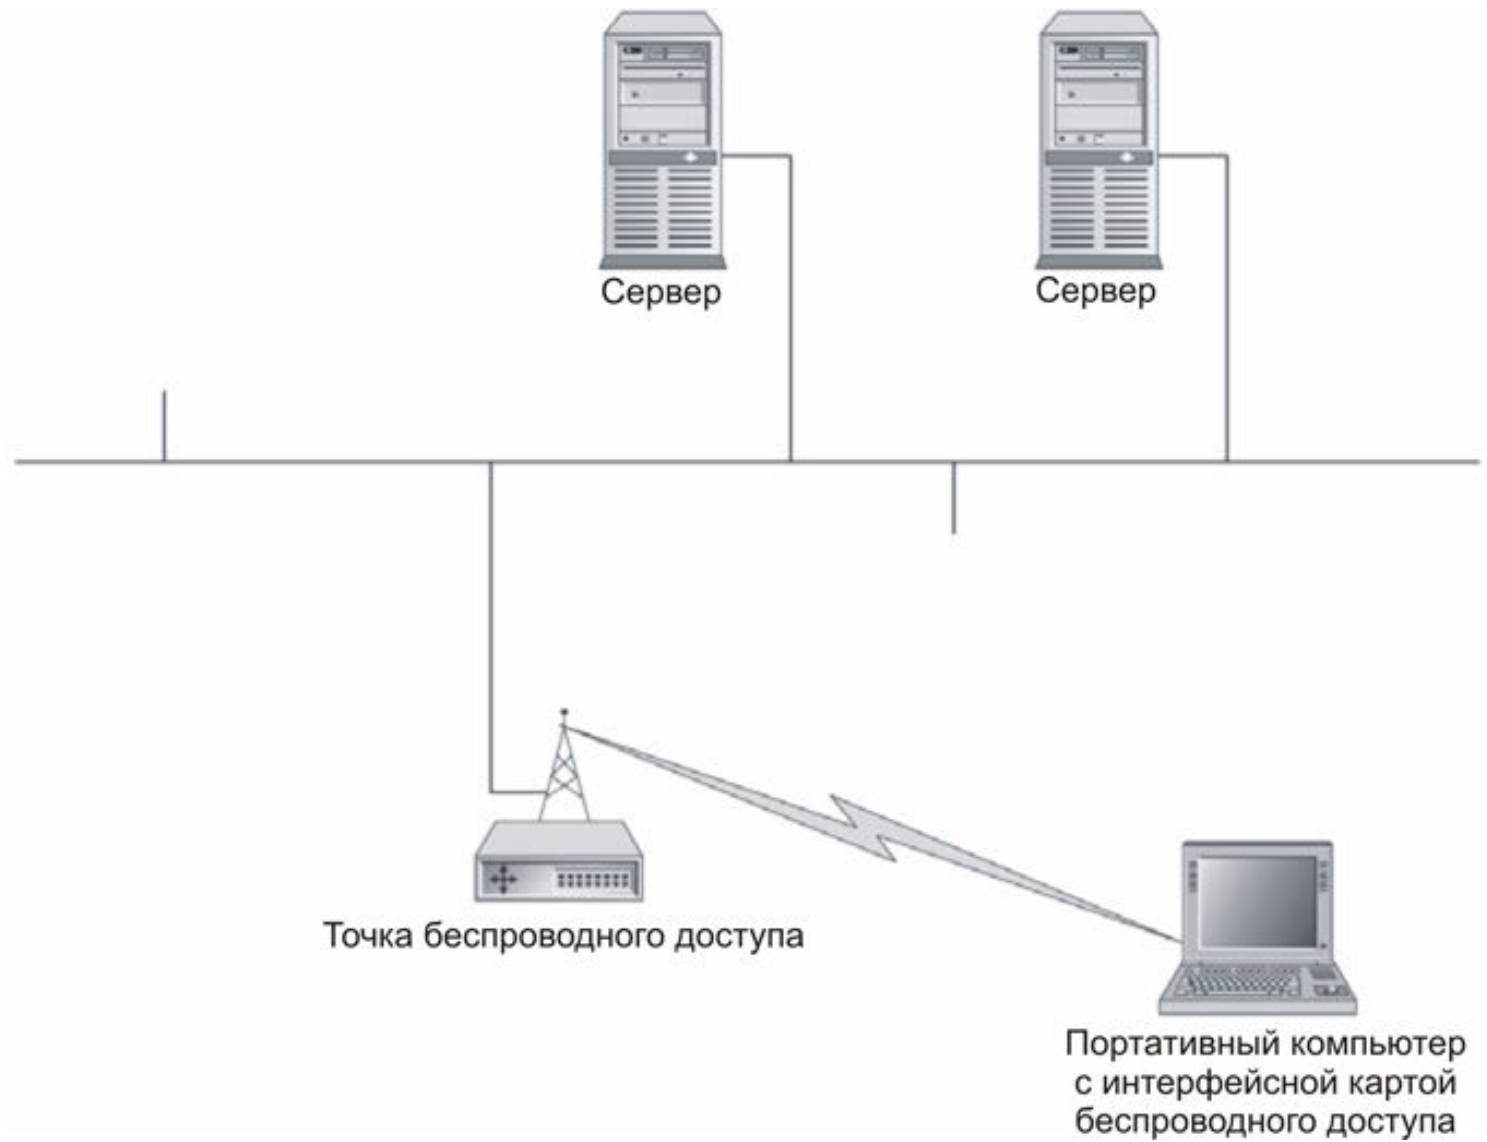 Сервер
Сервер
Точка беспроводного доступа
Портативный компьютер
с интерфейсной картой
беспроводного доступа